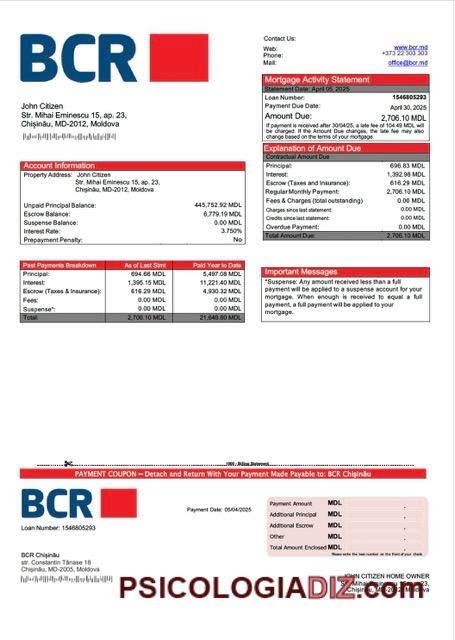 BCR
Contact Us:
Web: www.bcr.md
Phone: +373 22 303 303
Mail: office@bcr.md
Mortgage Activity Statement
Statement Date: April 05, 2025
Loan Number: 1546805293
Payment Due Date: April 30, 2025
Amount Due: 2,706.10 MDL
If payment is received after 30/04/25, a late fee of 104.49 MDL will
be charged. If the Amount Due changes, the late fee may also
change based on the terms of your mortgage.
John Citizen
Str. Mihai Eminescu 15, ap. 23,
Chișinău, MD-2012, Moldova
Explanation of Amount Due
Contractual Amount Due
Principal: 696.83 MDL
Interest: 1,392.98 MDL
Escrow (Taxes and Insurance): 616.29 MDL
Regular Monthly Payment: 2,706.10 MDL
Fees & Charges (total outstanding) 0.00 MDL
Charges since last statement: 0.00 MDL
Credits since last statement: 0.00 MDL
Overdue Payment: 0.00 MDL
Total Amount Due: 2,706.10 MDL
Account Information
Property Address: John Citizen
Str. Mihai Eminescu 15, ap. 23,
Chișinău, MD-2012, Moldova
Unpaid Principal Balance: 445,752.92 MDL
Escrow Balance: 6,779.19 MDL
Suspense Balance: 0.00 MDL
Interest Rate: 3.750%
Prepayment Penalty: No
Past Payments Breakdown As of Last Stmt Paid Year to Date
Principal: 694.66 MDL 5,497.08 MDL
Interest: 1,395.15 MDL 11,221.40 MDL
Escrow (Taxes & Insurance): 616.29 MDL 4,930.32 MDL
Fees: 0.00 MDL 0.00 MDL
Suspense*: 0.00 MDL 0.00 MDL
Total: 2,706.10 MDL 21,648.80 MDL
Important Messages
*Suspense: Any amount received less than a full
payment will be applied to a suspense account for your
mortgage. When enough is received to equal a full
payment, a full payment will be applied to your
mortgage.
PAYMENT COUPON – Detach and Return With Your Payment Made Payable to: BCR Chișinău
BCR
Loan Number: 1546805293
Payment Date: 05/04/2025
Payment Amount MDL .
Additional Principal MDL .
Additional Escrow MDL .
Other MDL .
Total Amount Enclosed MDL .
Please write the loan number on the front of your check.
BCR Chișinău
str. Constantin Tănase 18
Chișinău, MD-2005, Moldova
JOHN CITIZEN HOME OWNER
PSICOLOGIADIZ.com